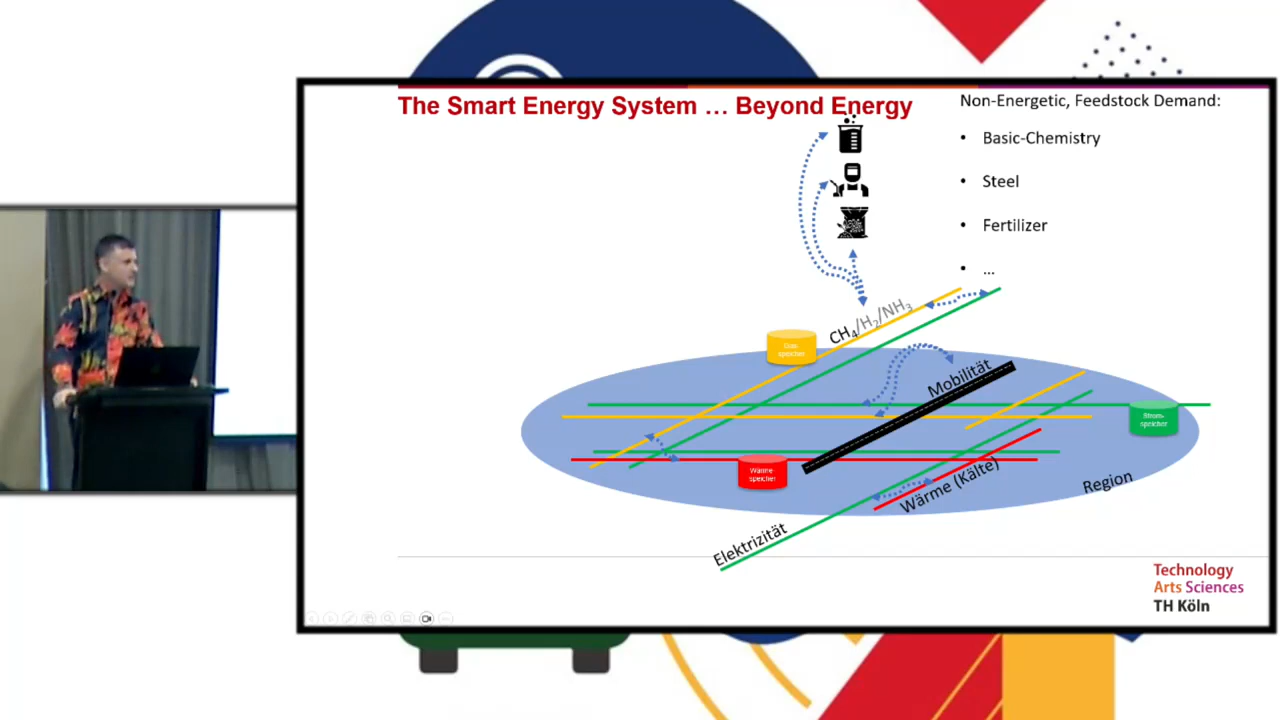 The Smart Energy System … Beyond Energy
Non-Energetic, Feedstock Demand:
• Basic-Chemistry
• Steel
• Fertilizer
• ...
CH₄/H₂/NH₃
Gas-
speicher
Mobilität
Strom-
speicher
Wärme-
speicher
Wärme (Kälte)
Region
Elektrizität
Technology
Arts Sciences
TH Köln